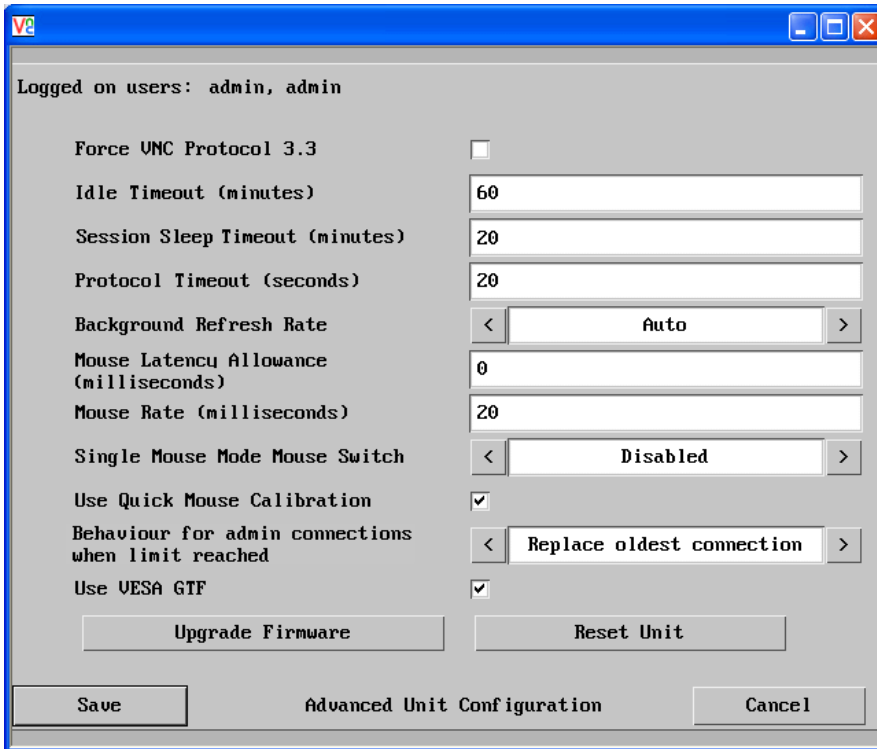 Logged on users: admin, admin
Force VNC Protocol 3.3
Idle Timeout (minutes) 60
Session Sleep Timeout (minutes) 20
Protocol Timeout (seconds) 20
Background Refresh Rate < Auto >
Mouse Latency Allowance
(milliseconds) 0
Mouse Rate (milliseconds) 20
Single Mouse Mode Mouse Switch < Disabled >
Use Quick Mouse Calibration
Behaviour for admin connections
when limit reached < Replace oldest connection >
Use VESA GTF
Upgrade Firmware Reset Unit
Save Advanced Unit Configuration Cancel